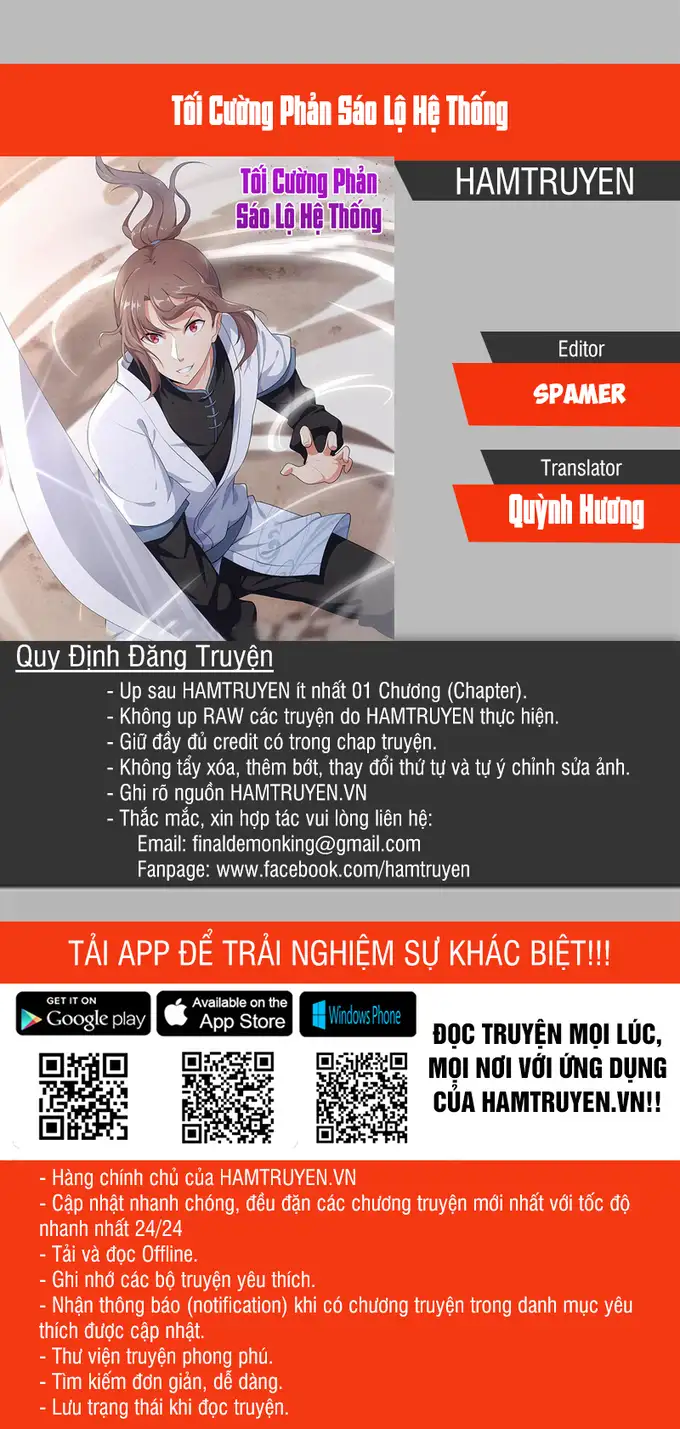 Tối Cường Phản Sáo Lộ Hệ Thống
Tối Cường Phản
Sáo Lộ Hệ Thống
HAMTRUYEN
Editor
SPAMER
Translator
Quỳnh Hương
Quy Định Đăng Truyện
- Up sau HAMTRUYEN ít nhất 01 Chương (Chapter).
- Không up RAW các truyện do HAMTRUYEN thực hiện.
- Giữ đầy đủ credit có trong chap truyện.
- Không tẩy xóa, thêm bớt, thay đổi thứ tự và tự ý chỉnh sửa ảnh.
- Ghi rõ nguồn HAMTRUYEN.VN
- Thắc mắc, xin hợp tác vui lòng liên hệ:
Email: finaldemonking@gmail.com
Fanpage: www.facebook.com/hamtruyen
TẢI APP ĐỂ TRẢI NGHIỆM SỰ KHÁC BIỆT!!!
GET IT ON
Google play
Available on the
App Store
Windows Phone
ĐỌC TRUYỆN MỌI LÚC,
MỌI NƠI VỚI ỨNG DỤNG
CỦA HAMTRUYEN.VN!!
- Hàng chính chủ của HAMTRUYEN.VN
- Cập nhật nhanh chóng, đều đặn các chương truyện mới nhất với tốc độ
nhanh nhất 24/24
- Tải và đọc Offline.
- Ghi nhớ các bộ truyện yêu thích.
- Nhận thông báo (notification) khi có chương truyện trong danh mục yêu
thích được cập nhật.
- Thư viện truyện phong phú.
- Tìm kiếm đơn giản, dễ dàng.
- Lưu trạng thái khi đọc truyện.